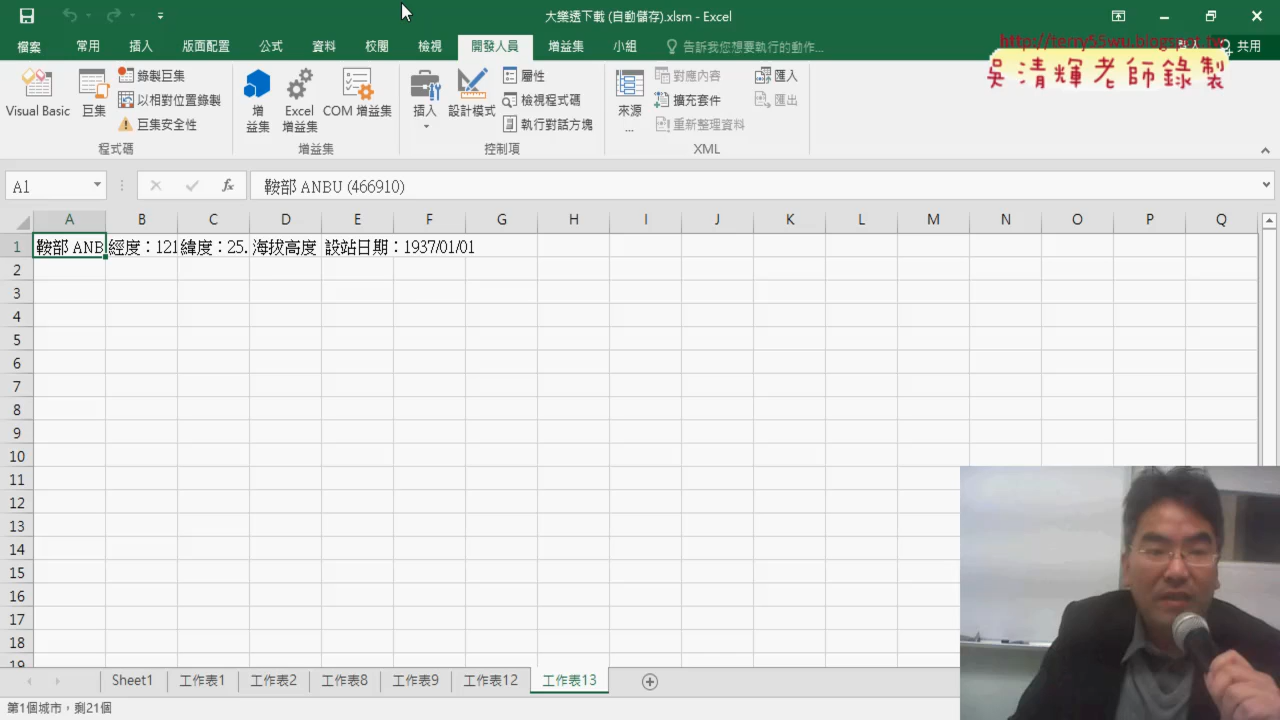 大樂透下載 (自動儲存).xlsm - Excel
檔案 常用 插入 版面配置 公式 資料 校閱 檢視 開發人員 增益集 小組 告訴我您想要執行的動作... 共用
http://terry55wu.blogspot.tw
吳清輝老師錄製
Visual Basic
巨集
錄製巨集
以相對位置錄製
巨集安全性
程式碼
增
益集
Excel
增益集
COM 增益集
增益集
插入
設計模式
屬性
檢視程式碼
執行對話方塊
控制項
來源
...
對應內容
擴充套件
重新整理資料
匯入
匯出
XML
A1
fx
鞍部 ANBU (466910)
A B C D E F G H I J K L M N O P Q
1 鞍部 ANB 經度：121 緯度：25. 海拔高度 設站日期：1937/01/01
2
3
4
5
6
7
8
9
10
11
12
13
14
15
16
17
18
19
Sheet1 工作表1 工作表2 工作表8 工作表9 工作表12 工作表13
第1個城市，剩21個